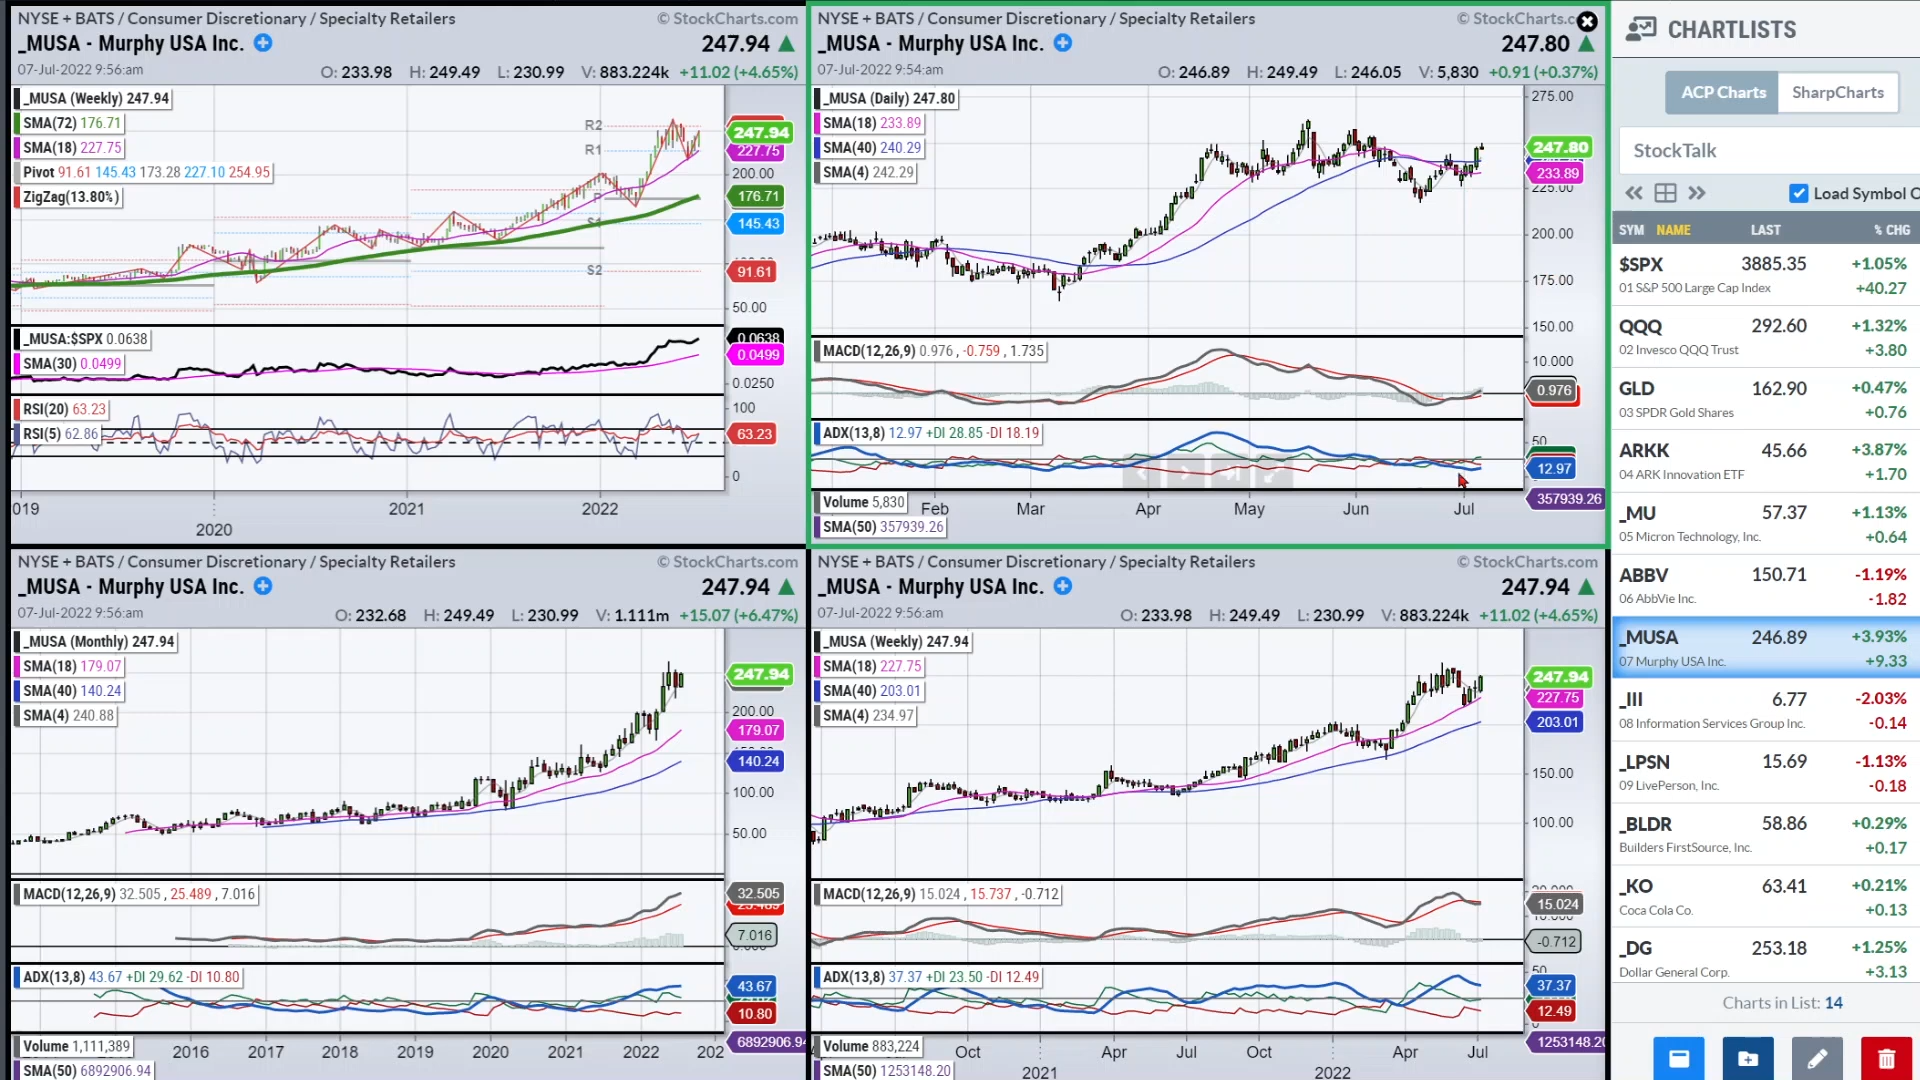 NYSE + BATS / Consumer Discretionary / Specialty Retailers © StockCharts.com
_MUSA - Murphy USA Inc. 247.94
07-Jul-2022 9:56:am O: 233.98 H: 249.49 L: 230.99 V: 883.224k +11.02 (+4.65%)
_MUSA (Weekly) 247.94
SMA(72) 176.71
SMA(18) 227.75
Pivot 91.61 145.43 173.28 227.10 254.95
ZigZag(13.80%)
R2
R1
P
S1
S2
247.94
227.75
200.00
176.71
145.43
91.61
50.00
_MUSA:$SPX 0.0638
SMA(30) 0.0499
0.0638
0.0499
0.0250
RSI(20) 63.23
RSI(5) 62.86
100
63.23
0
2020
2021
2022
NYSE + BATS / Consumer Discretionary / Specialty Retailers
_MUSA - Murphy USA Inc. 247.80
07-Jul-2022 9:54:am O: 246.89 H: 249.49 L: 246.05 V: 5,830 +0.91 (+0.37%)
_MUSA (Daily) 247.80
SMA(18) 233.89
SMA(40) 240.29
SMA(4) 242.29
275.00
247.80
233.89
225.00
200.00
175.00
150.00
MACD(12,26,9) 0.976 , -0.759 , 1.735
10.000
0.976
ADX(13,8) 12.97 +DI 28.85 -DI 18.19
50
12.97
Volume 5,830
SMA(50) 357939.26
357939.26
Feb Mar Apr May Jun Jul
NYSE + BATS / Consumer Discretionary / Specialty Retailers © StockCharts.com
_MUSA - Murphy USA Inc. 247.94
07-Jul-2022 9:56:am O: 232.68 H: 249.49 L: 230.99 V: 1.111m +15.07 (+6.47%)
_MUSA (Monthly) 247.94
SMA(18) 179.07
SMA(40) 140.24
SMA(4) 240.88
247.94
200.00
179.07
140.24
100.00
50.00
MACD(12,26,9) 32.505 , 25.489 , 7.016
32.505
7.016
ADX(13,8) 43.67 +DI 29.62 -DI 10.80
43.67
10.80
Volume 1,111,389
SMA(50) 6892906.94
6892906.94
2016 2017 2018 2019 2020 2021 2022
NYSE + BATS / Consumer Discretionary / Specialty Retailers © StockCharts.com
_MUSA - Murphy USA Inc. 247.94
07-Jul-2022 9:56:am O: 233.98 H: 249.49 L: 230.99 V: 883.224k +11.02 (+4.65%)
_MUSA (Weekly) 247.94
SMA(18) 227.75
SMA(40) 203.01
SMA(4) 234.97
247.94
227.75
203.01
150.00
100.00
MACD(12,26,9) 15.024 , 15.737 , -0.712
15.024
-0.712
ADX(13,8) 37.37 +DI 23.50 -DI 12.49
37.37
12.49
Volume 883,224
SMA(50) 1253148.20
1253148.20
Oct Apr Jul Oct Apr Jul
2021 2022
CHARTLISTS
ACP Charts SharpCharts
StockTalk
Load Symbol
SYM NAME LAST % CHG
$SPX 3885.35 +1.05%
01 S&P 500 Large Cap Index +40.27
QQQ 292.60 +1.32%
02 Invesco QQQ Trust +3.80
GLD 162.90 +0.47%
03 SPDR Gold Shares +0.76
ARKK 45.66 +3.87%
04 ARK Innovation ETF +1.70
_MU 57.37 +1.13%
05 Micron Technology, Inc. +0.64
ABBV 150.71 -1.19%
06 AbbVie Inc. -1.82
_MUSA 246.89 +3.93%
07 Murphy USA Inc. +9.33
_III 6.77 -2.03%
08 Information Services Group Inc. -0.14
_LPSN 15.69 -1.13%
09 LivePerson, Inc. -0.18
_BLDR 58.86 +0.29%
Builders FirstSource, Inc. +0.17
_KO 63.41 +0.21%
Coca Cola Co. +0.13
_DG 253.18 +1.25%
Dollar General Corp. +3.13
Charts in List: 14